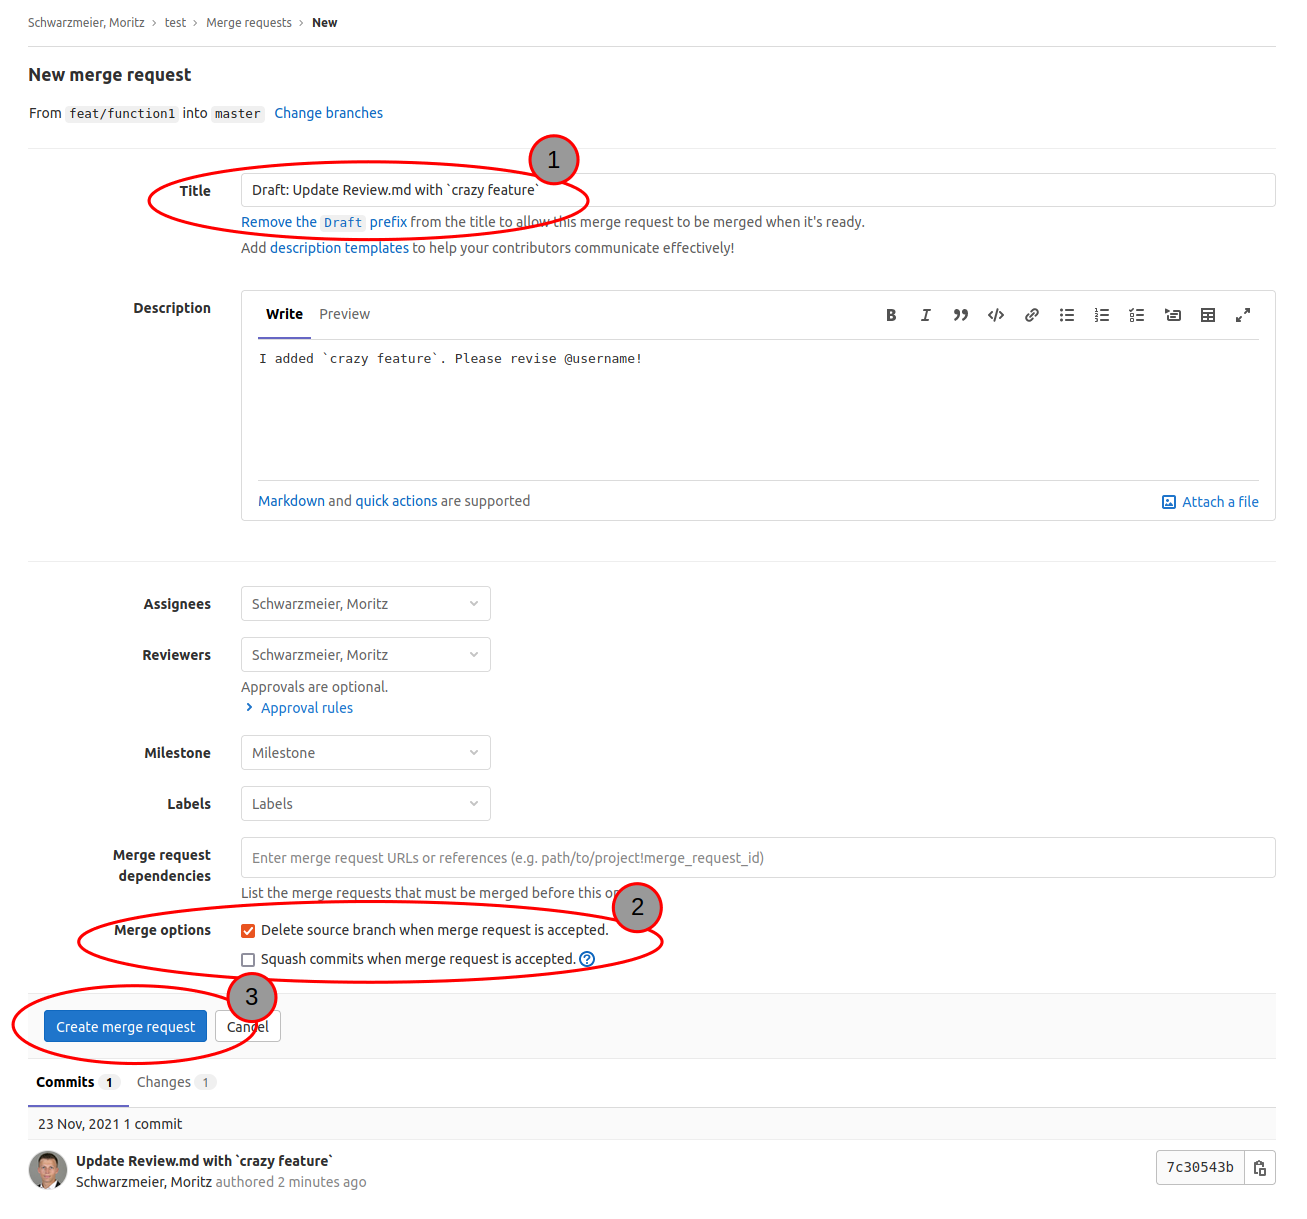 Schwarzmeier, Moritz › test › Merge requests › New
New merge request
From feat/function1 into master Change branches
1
Title Draft: Update Review.md with `crazy feature`
Remove the Draft prefix from the title to allow this merge request to be merged when it's ready.
Add description templates to help your contributors communicate effectively!
Description Write Preview
I added `crazy feature`. Please revise @username!
Markdown and quick actions are supported Attach a file
Assignees Schwarzmeier, Moritz
Reviewers Schwarzmeier, Moritz
Approvals are optional.
Approval rules
Milestone Milestone
Labels Labels
Merge request dependencies Enter merge request URLs or references (e.g. path/to/project!merge_request_id)
List the merge requests that must be merged before this
2
Merge options Delete source branch when merge request is accepted.
Squash commits when merge request is accepted.
3
Create merge request Cancel
Commits 1 Changes 1
23 Nov, 2021 1 commit
Update Review.md with `crazy feature`
Schwarzmeier, Moritz authored 2 minutes ago
7c30543b